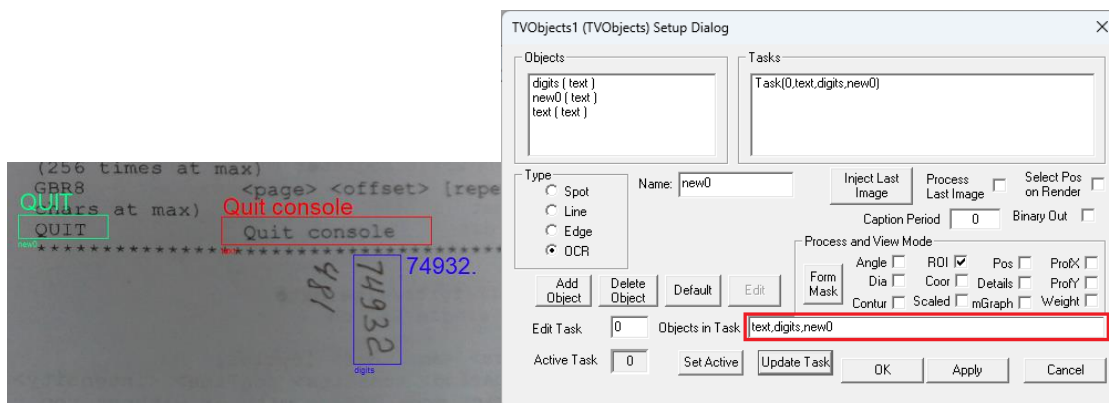 (256 times at max)
GBR8 <page> <offset> [repe
QUIT
chars at max)
Quit console
QUIT
Quit console
new0
text
*****************************************
74932.
74932
481
digits
TVObjects1 (TVObjects) Setup Dialog
Objects
digits ( text )
new0 ( text )
text ( text )
Tasks
Task(0,text,digits,new0)
Type
Spot
Line
Edge
OCR
Name: new0
Inject Last Image
Process Last Image
Select Pos on Render
Caption Period 0
Binary Out
Process and View Mode
Form Mask
Angle ROI Pos ProfX
Dia Coor Details ProfY
Contur Scaled mGraph Weight
Add Object
Delete Object
Default
Edit
Edit Task 0
Objects in Task text,digits,new0
Active Task 0
Set Active
Update Task
OK
Apply
Cancel